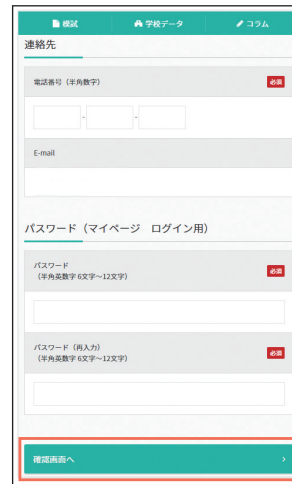 模試 学校データ コラム
連絡先
電話番号（半角数字） 必須
- -
E-mail
パスワード（マイページ　ログイン用）
パスワード
（半角英数字 6文字～12文字） 必須
パスワード（再入力）
（半角英数字 6文字～12文字） 必須
確認画面へ